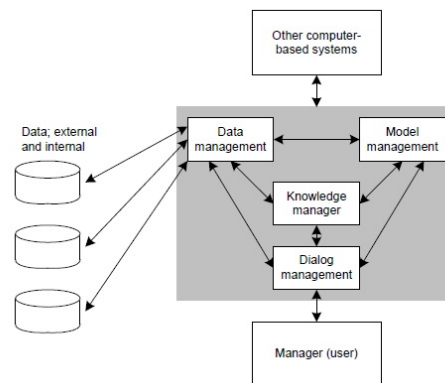 Other computer-
based systems
Data; external
and internal
Data
management
Model
management
Knowledge
manager
Dialog
management
Manager (user)